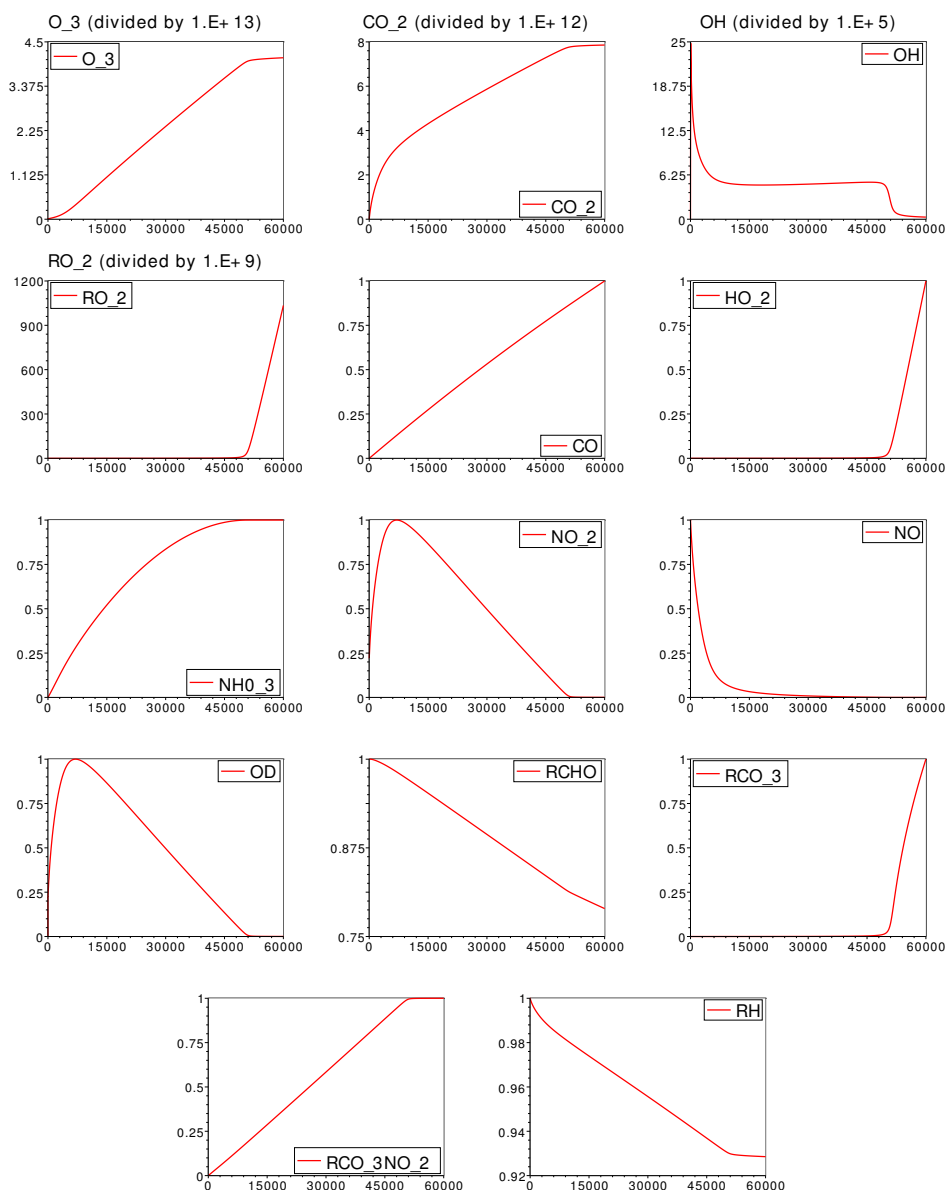 O_3 (divided by 1.E+13) CO_2 (divided by 1.E+12) OH (divided by 1.E+5)
4.5 8 25
O_3 OH
3.375 6 18.75
2.25 4 12.5
1.125 2 6.25
CO_2
0 0 0
0 15000 30000 45000 60000 0 15000 30000 45000 60000 0 15000 30000 45000 60000
RO_2 (divided by 1.E+9)
1200 1 1
RO_2 HO_2
900 0.75 0.75
600 0.5 0.5
300 0.25 0.25
CO
0 0 0
0 15000 30000 45000 60000 0 15000 30000 45000 60000 0 15000 30000 45000 60000
1 1 1
NO_2 NO
0.75 0.75 0.75
0.5 0.5 0.5
0.25 0.25 0.25
NH0_3
0 0 0
0 15000 30000 45000 60000 0 15000 30000 45000 60000 0 15000 30000 45000 60000
1 1 1
OD RCHO RCO_3
0.75 0.75
0.5 0.875 0.5
0.25 0.25
0 0.75 0
0 15000 30000 45000 60000 0 15000 30000 45000 60000 0 15000 30000 45000 60000
1 1
RH
0.75 0.98
0.5 0.96
0.25 0.94
RCO_3NO_2
0 0.92
0 15000 30000 45000 60000 0 15000 30000 45000 60000